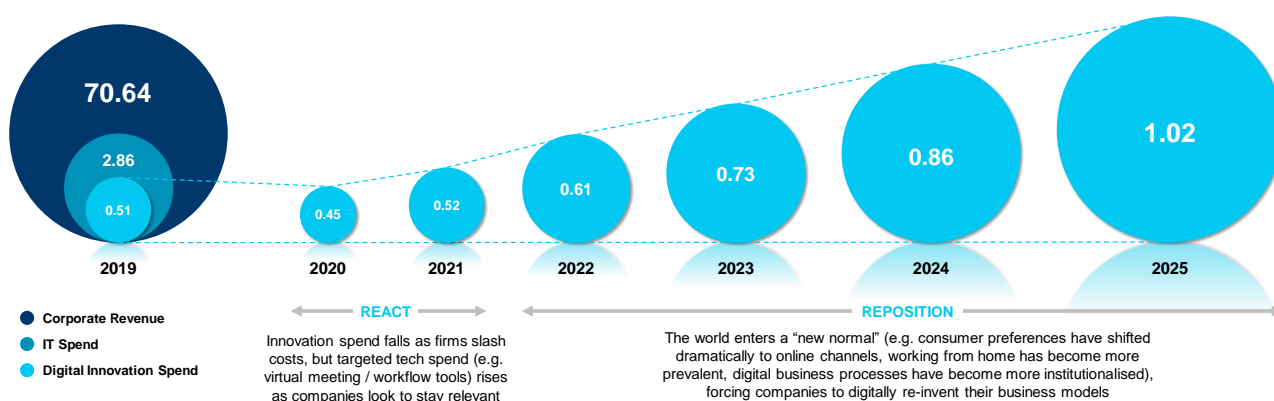 70.64
2.86
0.51
0.45
0.52
0.61
0.73
0.86
1.02
2019
2020
2021
2022
2023
2024
2025
Corporate Revenue
IT Spend
Digital Innovation Spend
REACT
Innovation spend falls as firms slash
costs, but targeted tech spend (e.g.
virtual meeting / workflow tools) rises
as companies look to stay relevant
REPOSITION
The world enters a “new normal” (e.g. consumer preferences have shifted
dramatically to online channels, working from home has become more
prevalent, digital business processes have become more institutionalised),
forcing companies to digitally re-invent their business models